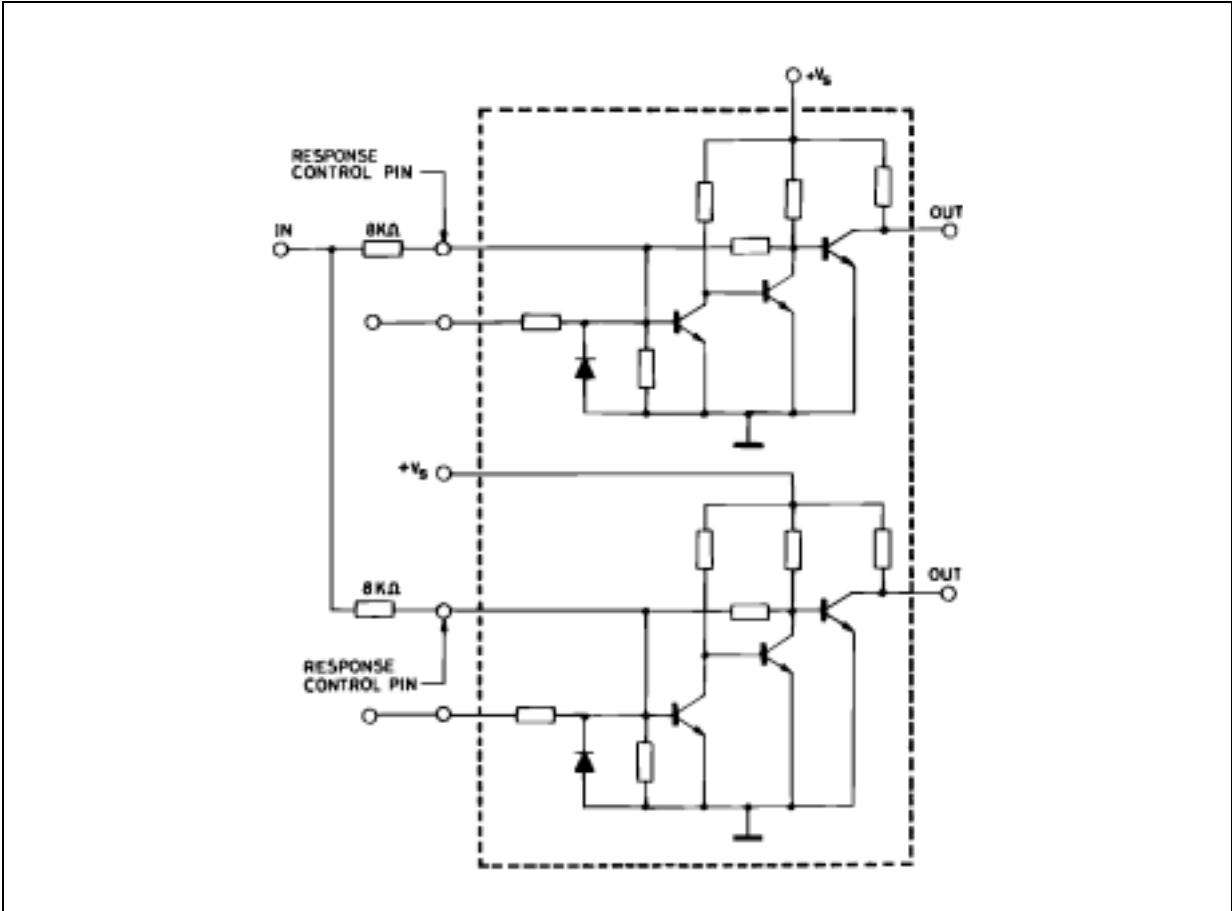 +Vs
RESPONSE
CONTROL PIN
OUT
IN
8KΩ
+Vs
8KΩ
OUT
RESPONSE
CONTROL PIN